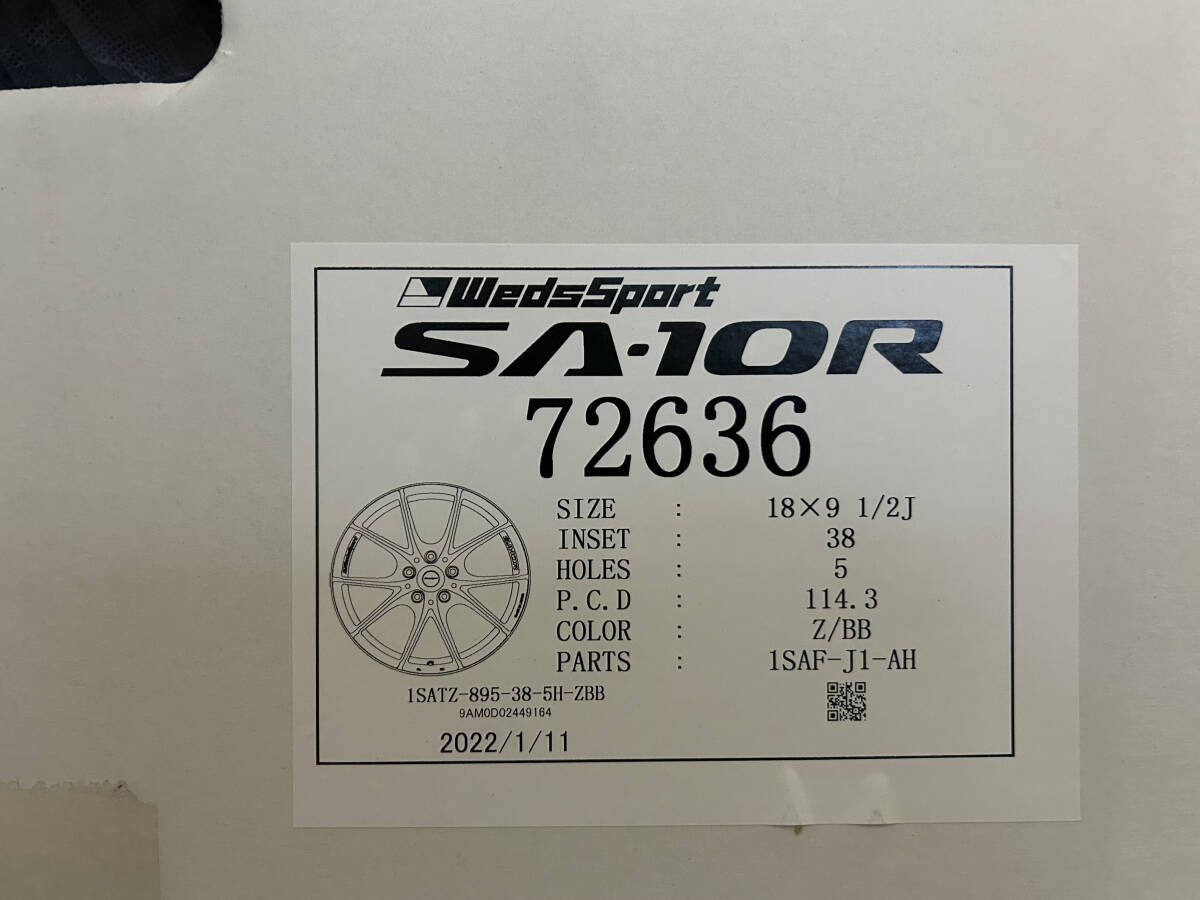 WedsSport
SA-10R
72636
SIZE : 18×9 1/2J
INSET : 38
HOLES : 5
P.C.D : 114.3
COLOR : Z/BB
PARTS : 1SAF-J1-AH
1SATZ-895-38-5H-ZBB
9AM0D02449164
2022/1/11